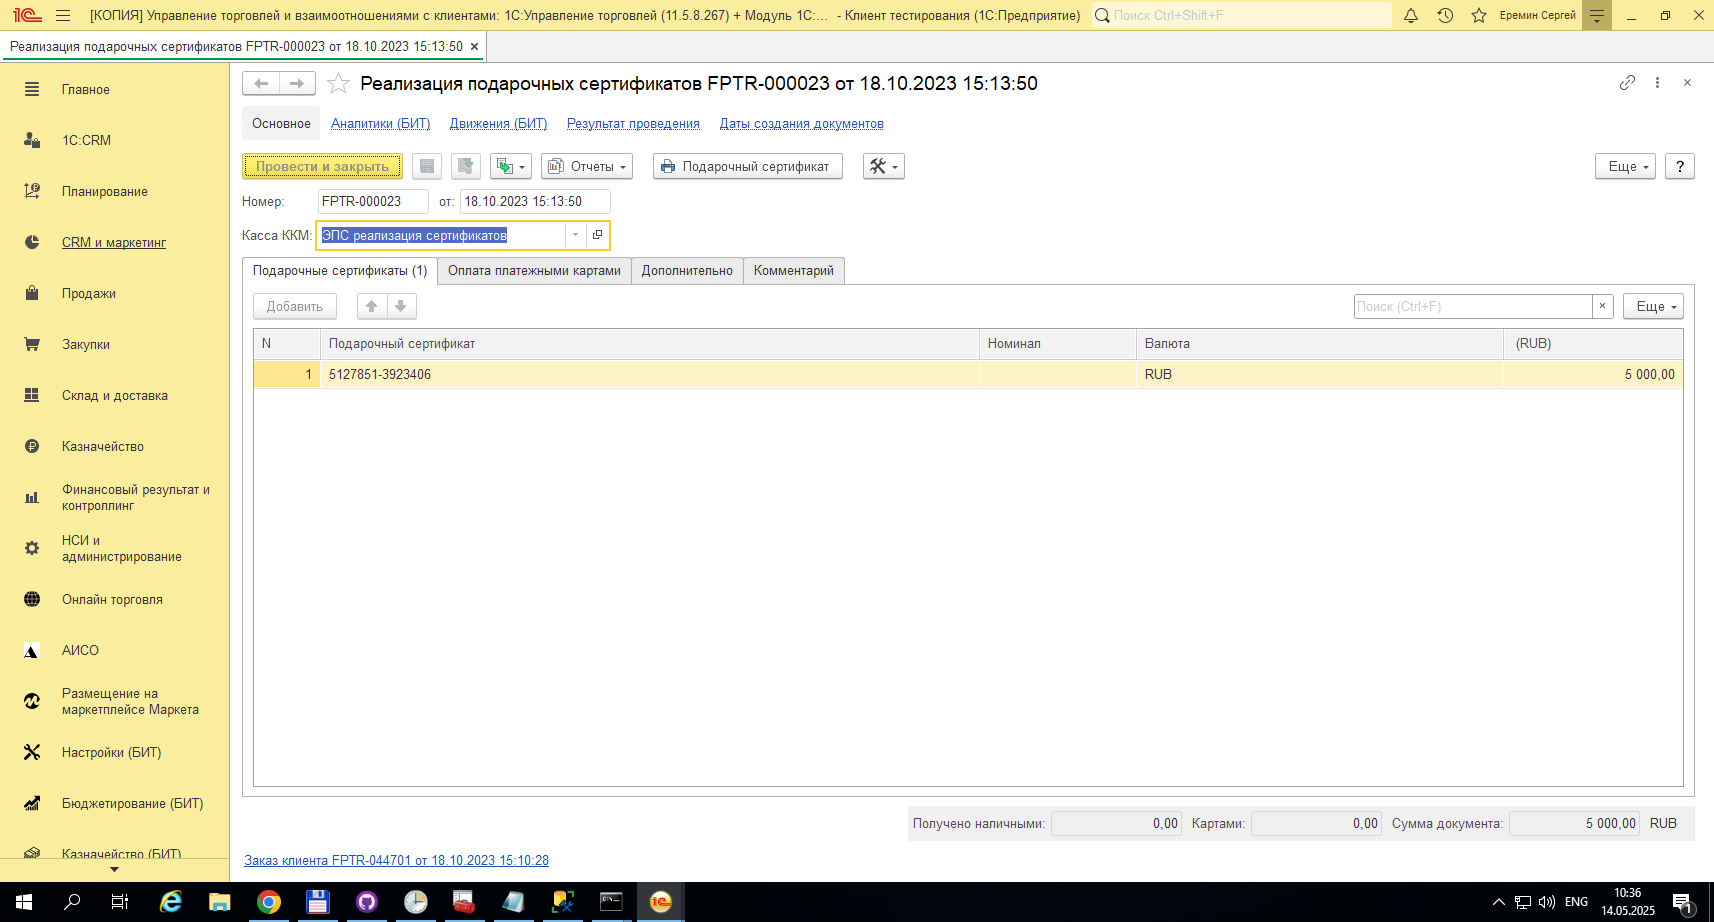 [КОПИЯ] Управление торговлей и взаимоотношениями с клиентами: 1С:Управление торговлей (11.5.8.267) + Модуль 1С:... - Клиент тестирования (1С:Предприятие)
Поиск Ctrl+Shift+F
Еремин Сергей
Реализация подарочных сертификатов FPTR-000023 от 18.10.2023 15:13:50
Главное
1С:CRM
Планирование
CRM и маркетинг
Продажи
Закупки
Склад и доставка
Казначейство
Финансовый результат и
контроллинг
НСИ и
администрирование
Онлайн торговля
АИСО
Размещение на
маркетплейсе Маркета
Настройки (БИТ)
Бюджетирование (БИТ)
Казначейство (БИТ)
Реализация подарочных сертификатов FPTR-000023 от 18.10.2023 15:13:50
Основное Аналитики (БИТ) Движения (БИТ) Результат проведения Даты создания документов
Провести и закрыть Отчеты Подарочный сертификат Еще ?
Номер: FPTR-000023 от: 18.10.2023 15:13:50
Касса ККМ: ЭПС реализация сертификатов
Подарочные сертификаты (1) Оплата платежными картами Дополнительно Комментарий
Добавить Поиск (Ctrl+F) × Еще
N Подарочный сертификат Номинал Валюта (RUB)
1 5127851-3923406 RUB 5 000,00
Получено наличными: 0,00 Картами: 0,00 Сумма документа: 5 000,00 RUB
Заказ клиента FPTR-044701 от 18.10.2023 15:10:28
ENG
10:36
14.05.2025
1